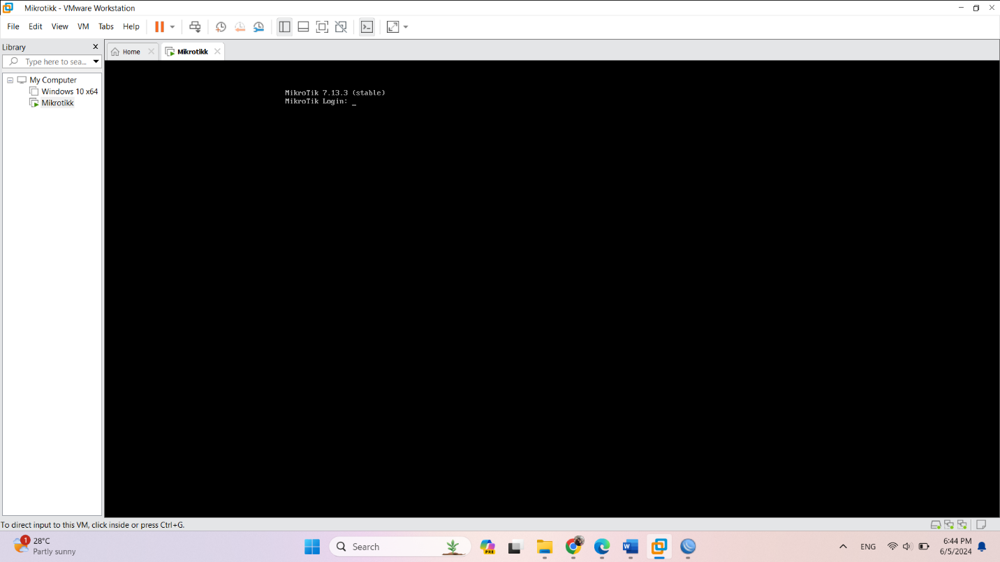 Mikrotikk - VMware Workstation
File Edit View VM Tabs Help
Library
Home
Mikrotikk
Type here to sea...
My Computer
Windows 10 x64
Mikrotikk
MikroTik 7.13.3 (stable)
MikroTik Login: _
To direct input to this VM, click inside or press Ctrl+G.
1
28°C
Partly sunny
Search
PRE
W
ENG
6:44 PM
6/5/2024